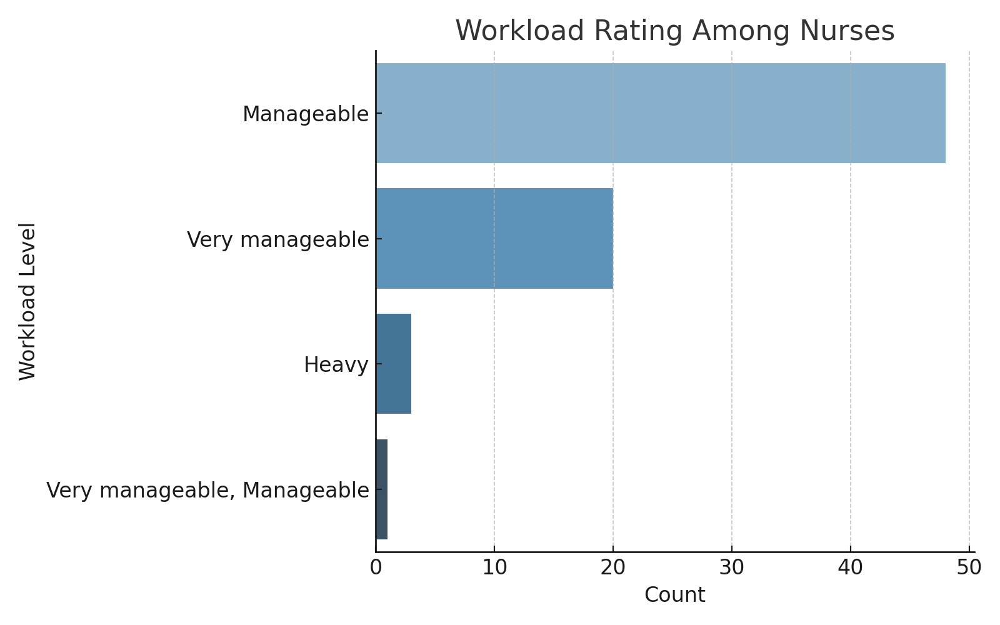 Workload Rating Among Nurses
Manageable
Very manageable
Heavy
Very manageable, Manageable
Workload Level
0 10 20 30 40 50
Count